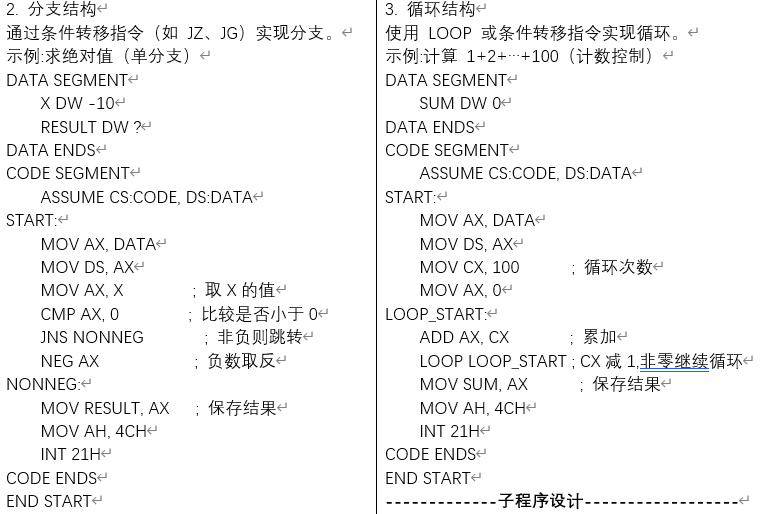 2. 分支结构
通过条件转移指令（如 JZ、JG）实现分支。
示例:求绝对值（单分支）
DATA SEGMENT
X DW -10
RESULT DW ?
DATA ENDS
CODE SEGMENT
ASSUME CS:CODE, DS:DATA
START:
MOV AX, DATA
MOV DS, AX
MOV AX, X ; 取 X 的值
CMP AX, 0 ; 比较是否小于 0
JNS NONNEG ; 非负则跳转
NEG AX ; 负数取反
NONNEG:
MOV RESULT, AX ; 保存结果
MOV AH, 4CH
INT 21H
CODE ENDS
END START
3. 循环结构
使用 LOOP 或条件转移指令实现循环。
示例:计算 1+2+···+100（计数控制）
DATA SEGMENT
SUM DW 0
DATA ENDS
CODE SEGMENT
ASSUME CS:CODE, DS:DATA
START:
MOV AX, DATA
MOV DS, AX
MOV CX, 100 ; 循环次数
MOV AX, 0
LOOP_START:
ADD AX, CX ; 累加
LOOP LOOP_START ; CX 减 1,非零继续循环
MOV SUM, AX ; 保存结果
MOV AH, 4CH
INT 21H
CODE ENDS
END START
-------------子程序设计------------------